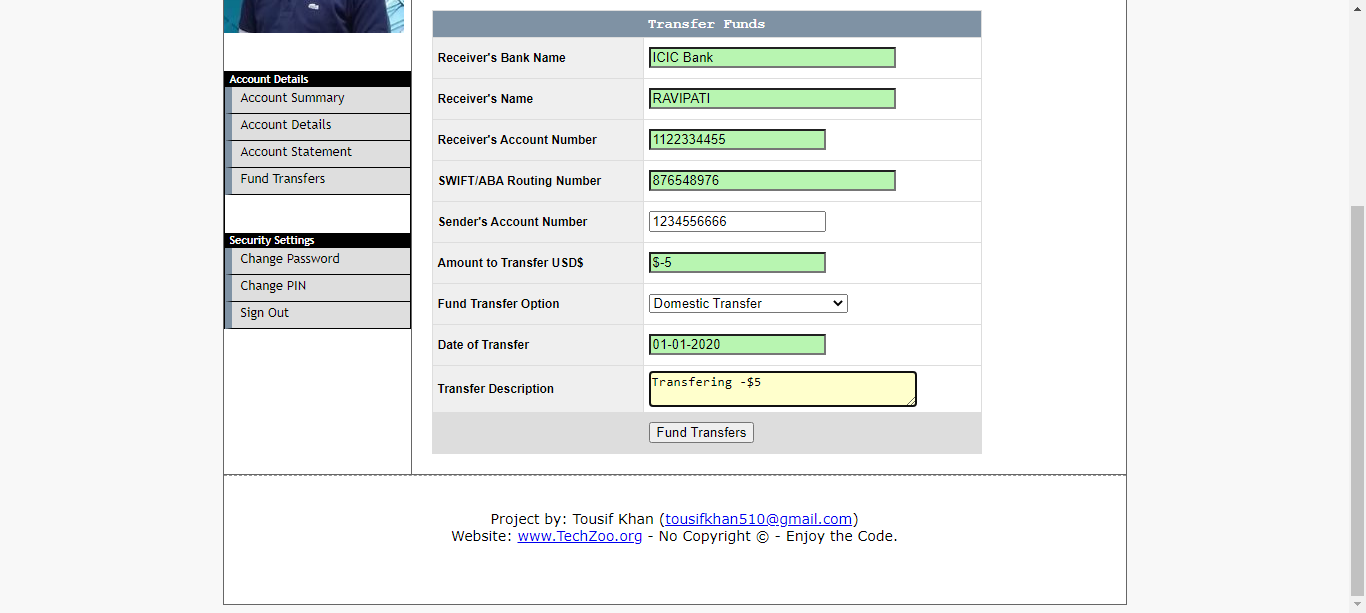 Transfer Funds
Receiver's Bank Name ICIC Bank
Receiver's Name RAVIPATI
Receiver's Account Number 1122334455
SWIFT/ABA Routing Number 876548976
Sender's Account Number 1234556666
Amount to Transfer USD$ $-5
Fund Transfer Option Domestic Transfer
Date of Transfer 01-01-2020
Transfer Description Transfering -$5
Fund Transfers
Account Details
Account Summary
Account Details
Account Statement
Fund Transfers
Security Settings
Change Password
Change PIN
Sign Out
Project by: Tousif Khan (tousifkhan510@gmail.com)
Website: www.TechZoo.org - No Copyright © - Enjoy the Code.